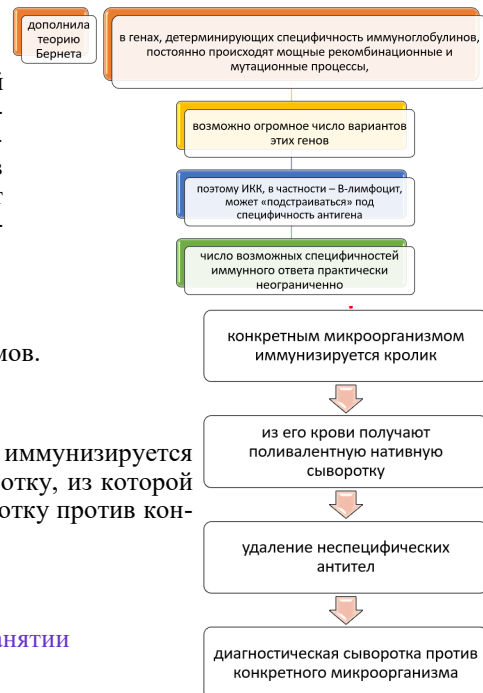 дополнила
теорию
Бернета
в генах, детерминирующих специфичность иммуноглобулинов,
постоянно происходят мощные рекомбинационные и
мутационные процессы,
возможно огромное число вариантов
этих генов
поэтому ИКК, в частности – В-лимфоцит,
может «подстраиваться» под
специфичность антигена
число возможных специфичностей
иммунного ответа практически
неограниченно
мов.
иммунизируется
отку, из которой
отку против кон-
анятии
конкретным микроорганизмом
иммунизируется кролик
из его крови получают
поливалентную нативную
сыворотку
удаление неспецифических
антител
диагностическая сыворотка против
конкретного микроорганизма